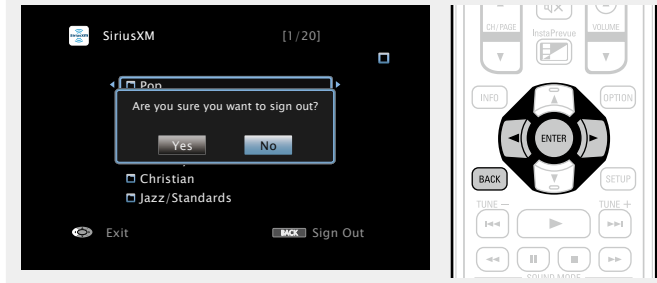 SiriusXM [1/20]
Pop
Are you sure you want to sign out?
Yes No
Christian
Jazz/Standards
Exit BACK Sign Out
CH/PAGE InstaPrevue VOLUME
INFO OPTION
ENTER
BACK SETUP
TUNE – TUNE +
SOUND MODE